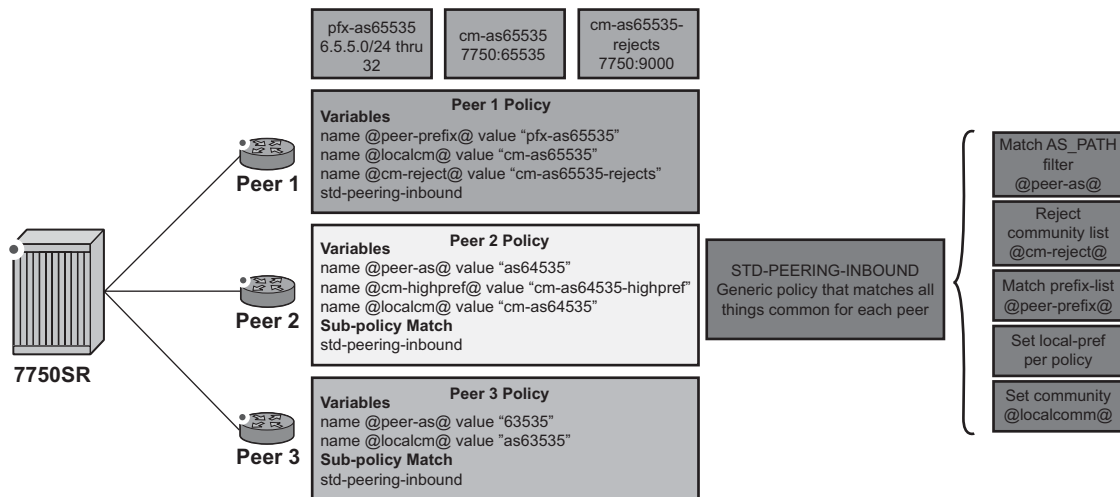 pfx-as65535
6.5.5.0/24 thru
32
cm-as65535
7750:65535
cm-as65535-
rejects
7750:9000
Peer 1 Policy
Variables
name @peer-prefix@ value “pfx-as65535”
name @localcm@ value “cm-as65535”
name @cm-reject@ value “cm-as65535-rejects”
std-peering-inbound
Peer 1
Peer 2 Policy
Variables
name @peer-as@ value “as64535”
name @cm-highpref@ value “cm-as64535-highpref”
name @localcm@ value “cm-as64535”
Sub-policy Match
std-peering-inbound
Peer 2
7750SR
Peer 3 Policy
Variables
name @peer-as@ value “63535”
name @localcm@ value ”as63535”
Sub-policy Match
std-peering-inbound
Peer 3
STD-PEERING-INBOUND
Generic policy that matches all
things common for each peer
Match AS_PATH
filter
@peer-as@
Reject
community list
@cm-reject@
Match prefix-list
@peer-prefix@
Set local-pref
per policy
Set community
@localcomm@